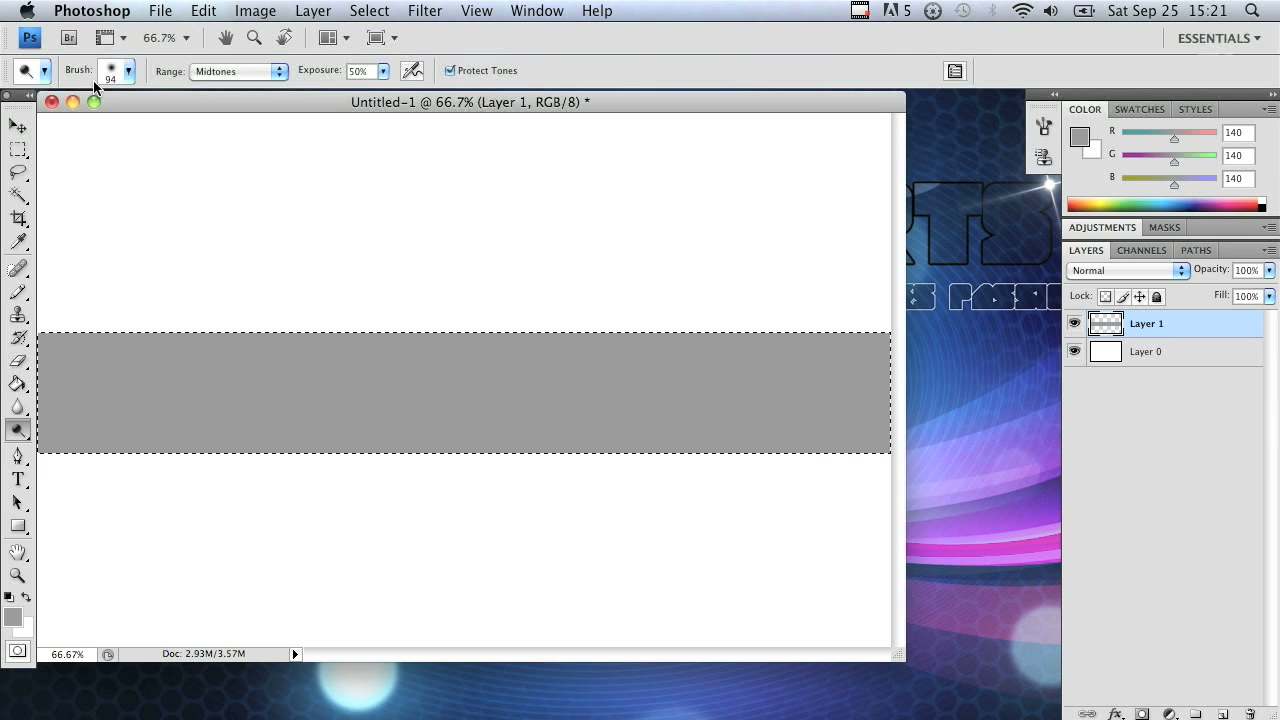 Photoshop File Edit Image Layer Select Filter View Window Help 5 Sat Sep 25 15:21
Ps Br 66.7% ESSENTIALS
Brush: 94 Range: Midtones Exposure: 50% Protect Tones
Untitled-1 @ 66.7% (Layer 1, RGB/8) *
COLOR SWATCHES STYLES
R 140
G 140
B 140
ADJUSTMENTS MASKS
LAYERS CHANNELS PATHS
Normal Opacity: 100%
Lock: Fill: 100%
Layer 1
Layer 0
T
66.67% Doc: 2.93M/3.57M
fx